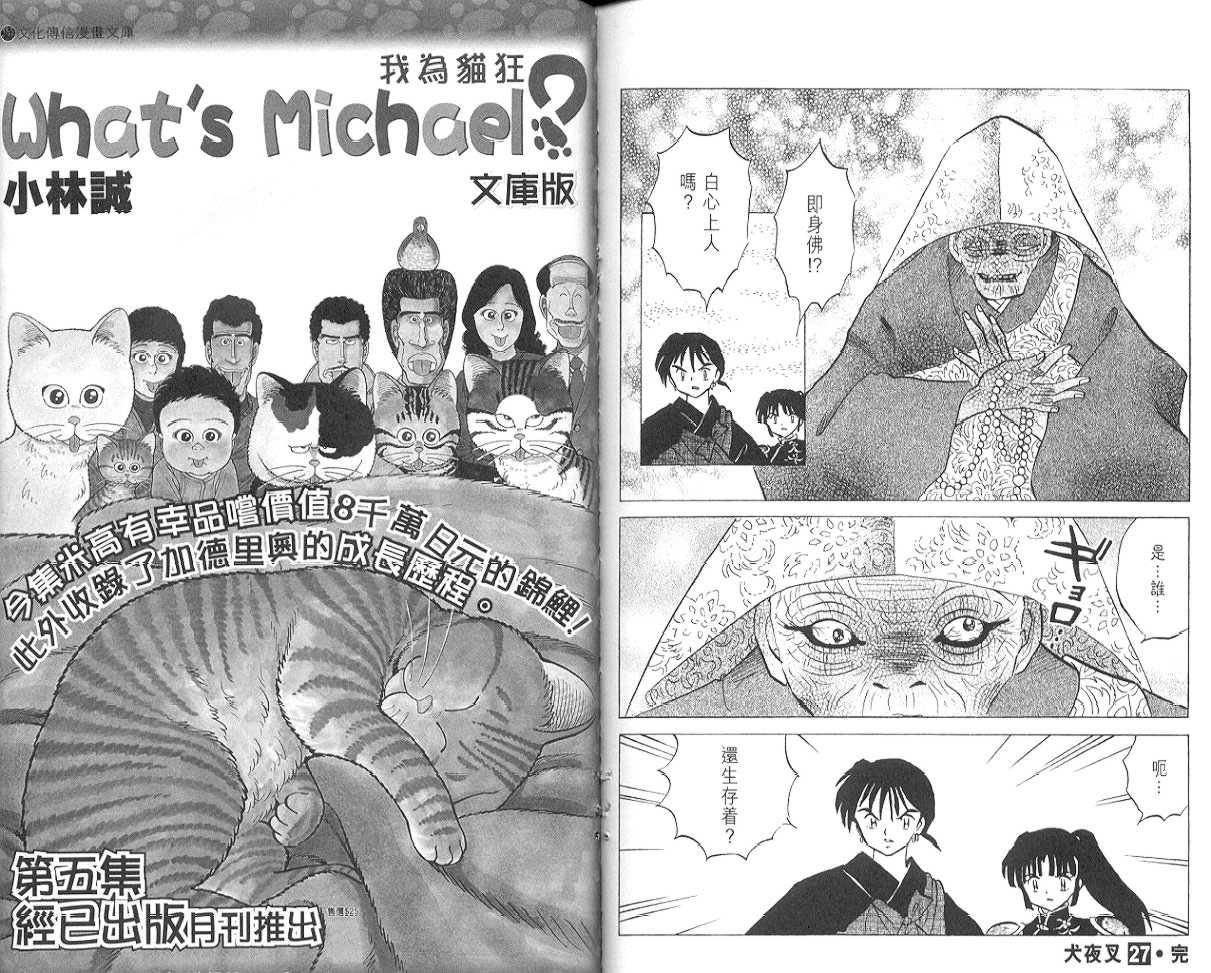 文化傳信漫畫文庫
我為貓狂
What's Michael?
小林誠
文庫版
今集米高有幸品嚐價值8千萬日元的錦鯉!
此外收錄了加德里奧的成長歷程。
第五集
經已出版月刊推出
售價$25
即身佛!?
白心上人
嗎?
是…誰…
ギョロ
呃…
還生存着?
犬夜叉27•完